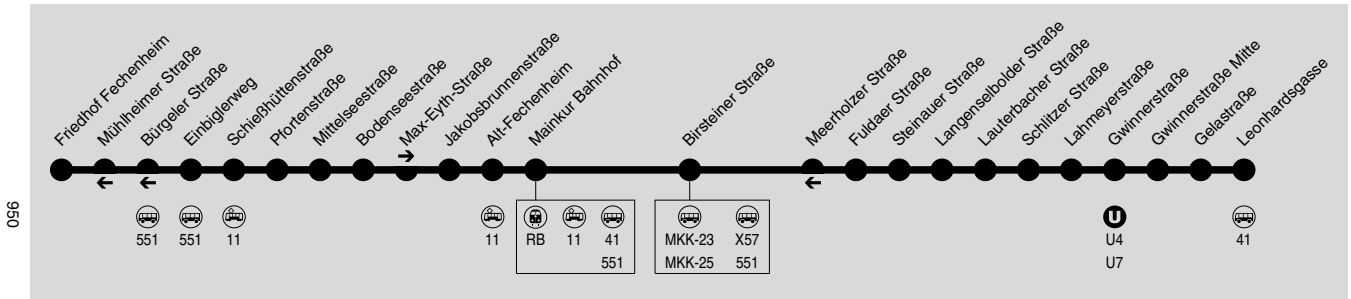 950
Friedhof Fechenheim
Mühlheimer Straße
Bürgeler Straße
Einbiglerweg
Schießhüttenstraße
Pfortenstraße
Mittelseestraße
Bodenseestraße
Max-Eyth-Straße
Jakobsbrunnenstraße
Alt-Fechenheim
Mainkur Bahnhof
Birsteiner Straße
Meerholzer Straße
Fuldaer Straße
Steinauer Straße
Langenselbolder Straße
Lauterbacher Straße
Schlitzer Straße
Lahmeyerstraße
Gwinnerstraße
Gwinnerstraße Mitte
Gelastraße
Leonhardsgasse
U
551 551 11 11 RB 11 41 MKK-23 X57 U4 41
551 MKK-25 551 U7